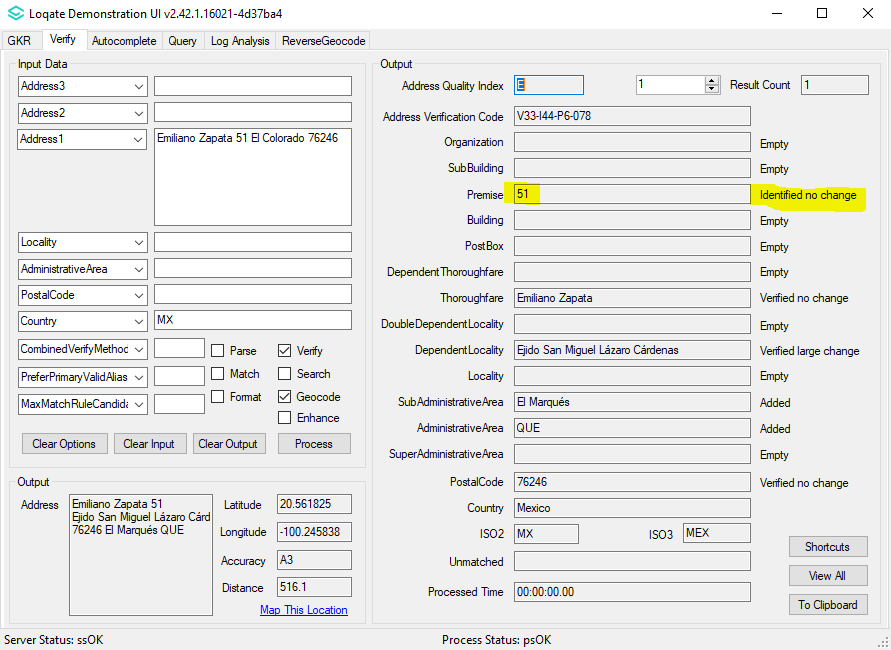 Loqate Demonstration UI v2.42.1.16021-4d37ba4
GKR Verify Autocomplete Query Log Analysis ReverseGeocode
Input Data
Address3
Address2
Address1 Emiliano Zapata 51 El Colorado 76246
Locality
AdministrativeArea
PostalCode
Country MX
CombinedVerifyMethoc Parse Verify
PreferPrimaryValidAlias Match Search
MaxMatchRuleCandida Format Geocode
Enhance
Clear Options Clear Input Clear Output Process
Output
Address Emiliano Zapata 51
Ejido San Miguel Lázaro Cárd
76246 El Marqués QUE
Latitude 20.561825
Longitude -100.245838
Accuracy A3
Distance 516.1
Map This Location
Output
Address Quality Index E 1 Result Count 1
Address Verification Code V33-I44-P6-078
Organization Empty
SubBuilding Empty
Premise 51 Identified no change
Building Empty
PostBox Empty
DependentThoroughfare Empty
Thoroughfare Emiliano Zapata Verified no change
DoubleDependentLocality Empty
DependentLocality Ejido San Miguel Lázaro Cárdenas Verified large change
Locality Empty
SubAdministrativeArea El Marqués Added
AdministrativeArea QUE Added
SuperAdministrativeArea Empty
PostalCode 76246 Verified no change
Country Mexico
ISO2 MX ISO3 MEX
Unmatched
Processed Time 00:00:00.00
Shortcuts
View All
To Clipboard
Server Status: ssOK Process Status: psOK